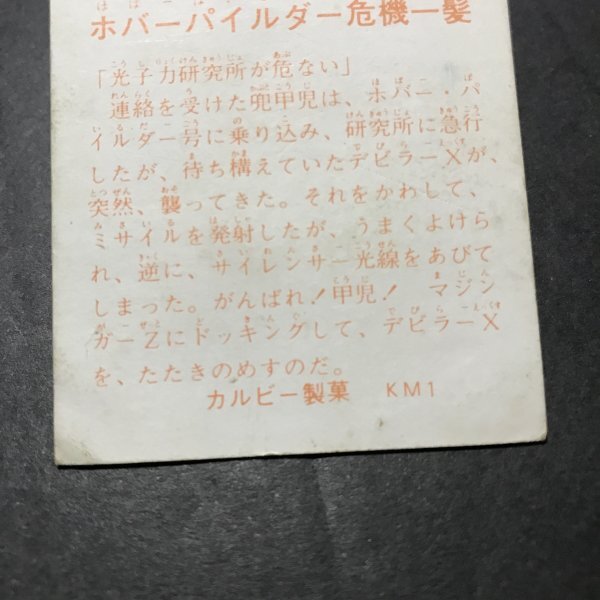 ホバーパイルダー危機一髪
「光子力研究所が危ない」
連絡を受けた兜甲児は、ホバー・パ
イルダー号に乗り込み、研究所に急行
したが、待ち構えていたデビラーXが、
突然、襲ってきた。それをかわして、
ミサイルを発射したが、うまくよけら
れ、逆に、サイレンサー光線をあびて
しまった。がんばれ!甲児! マジン
ガーZにドッキングして、デビラーX
を、たたきのめすのだ。
カルビー製菓 KM1